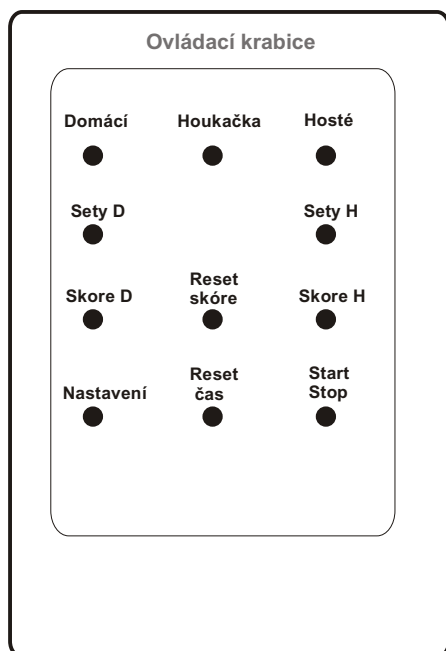 Ovládací krabice
Domácí Houkačka Hosté
Sety D Sety H
Skore D Reset skóre Skore H
Nastavení Reset čas Start Stop